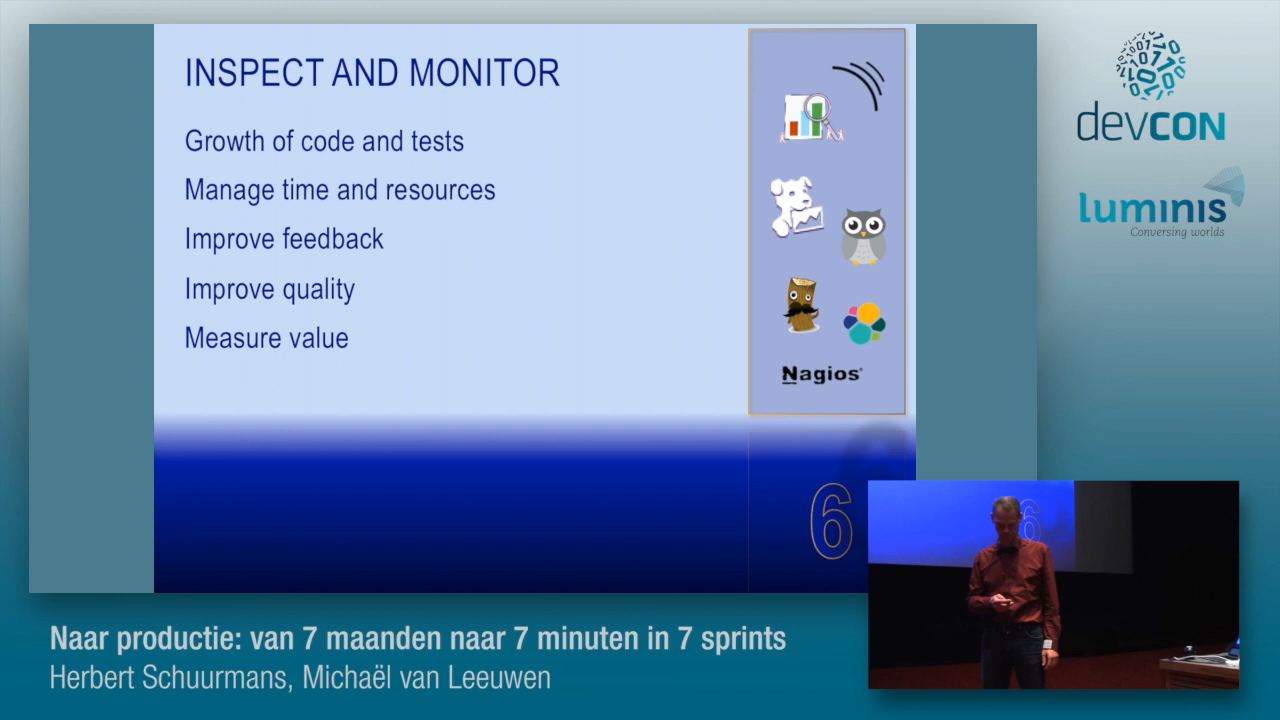 INSPECT AND MONITOR
Growth of code and tests
Manage time and resources
Improve feedback
Improve quality
Measure value
Nagios
6
6
devcon
luminis
Conversing worlds
Naar productie: van 7 maanden naar 7 minuten in 7 sprints
Herbert Schuurmans, Michaël van Leeuwen